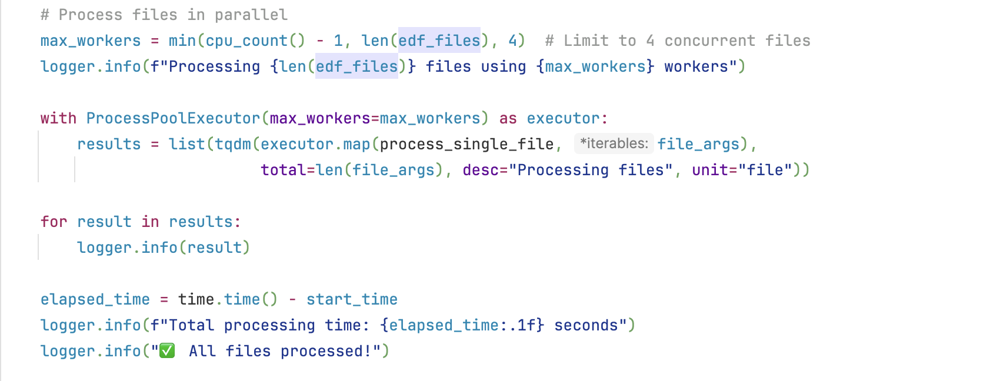 # Process files in parallel
max_workers = min(cpu_count() - 1, len(edf_files), 4)  # Limit to 4 concurrent files
logger.info(f"Processing {len(edf_files)} files using {max_workers} workers")
with ProcessPoolExecutor(max_workers=max_workers) as executor:
results = list(tqdm(executor.map(process_single_file, *iterables: file_args),
total=len(file_args), desc="Processing files", unit="file"))
for result in results:
logger.info(result)
elapsed_time = time.time() - start_time
logger.info(f"Total processing time: {elapsed_time:.1f} seconds")
logger.info("✅ All files processed!")